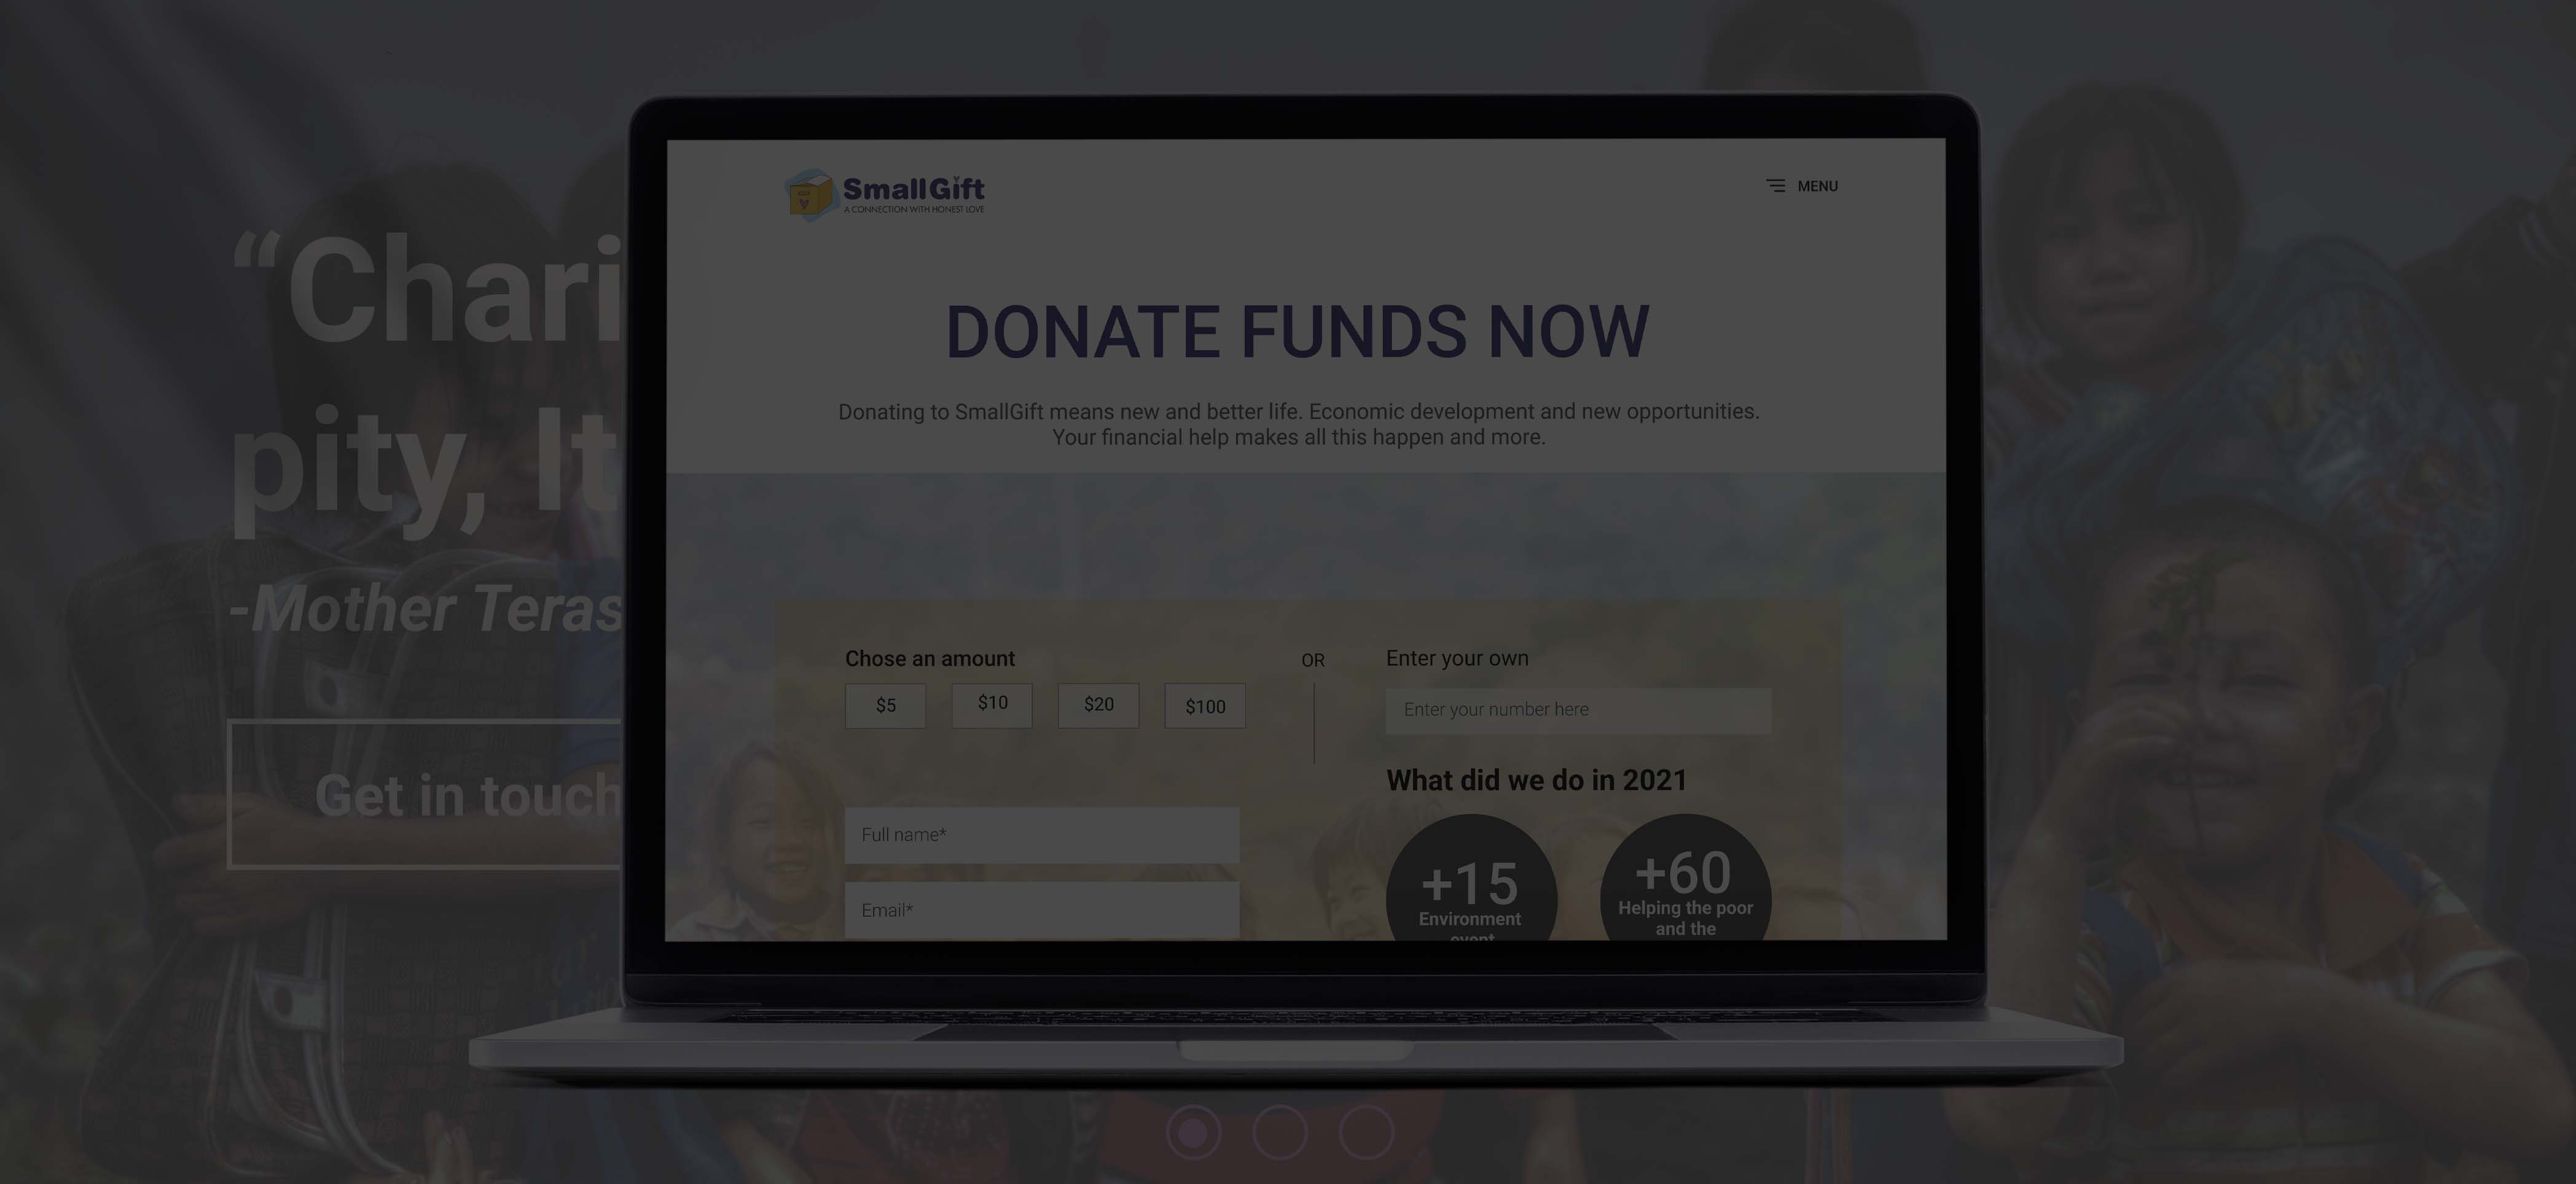 “Chari
pity, It
-Mother Teras
Get in touch
SmallGift
A CONNECTION WITH HONEST LOVE
MENU
DONATE FUNDS NOW
Donating to SmallGift means new and better life. Economic development and new opportunities.
Your financial help makes all this happen and more.
Chose an amount
OR
Enter your own
$5
$10
$20
$100
Enter your number here
What did we do in 2021
Full name*
Email*
+15
Environment
event
+60
Helping the poor
and the